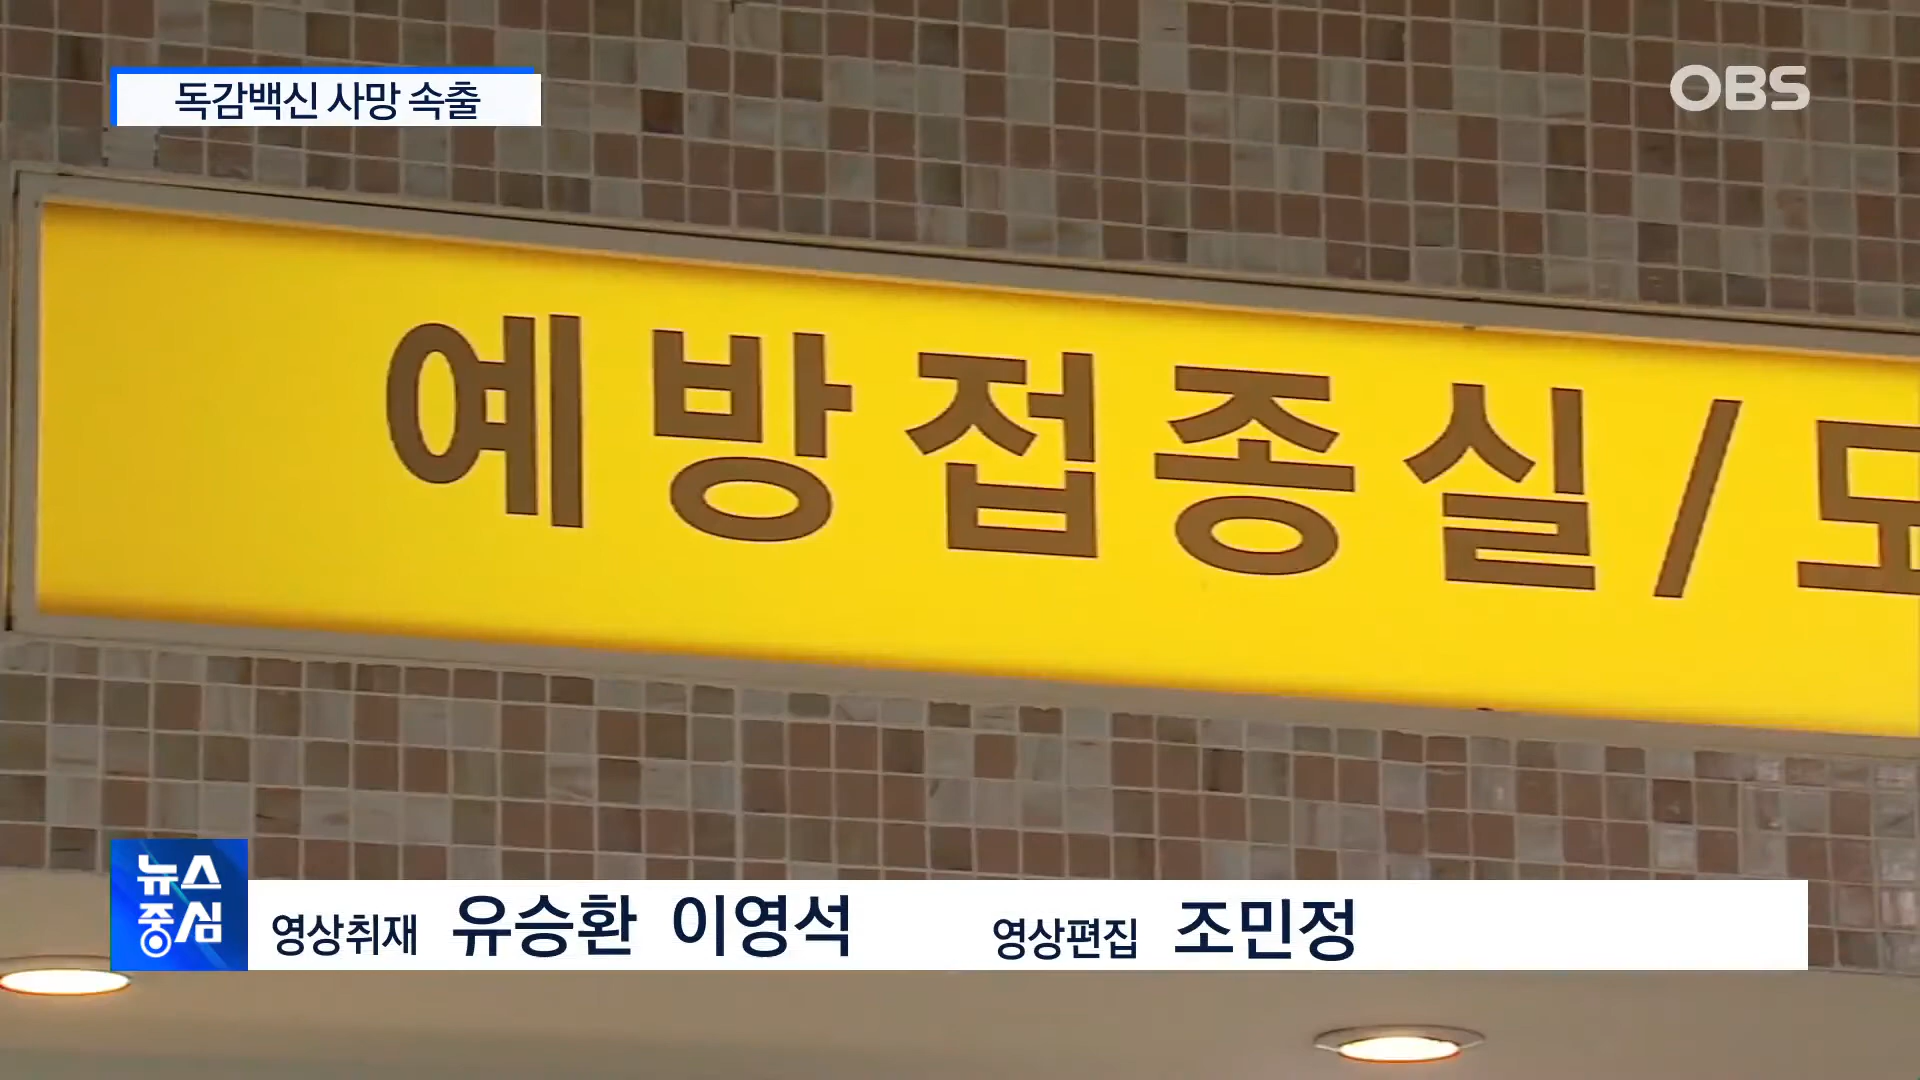 독감백신 사망 속출
OBS
예방접종실/모
뉴스
중심
영상취재 유승환 이영석 영상편집 조민정